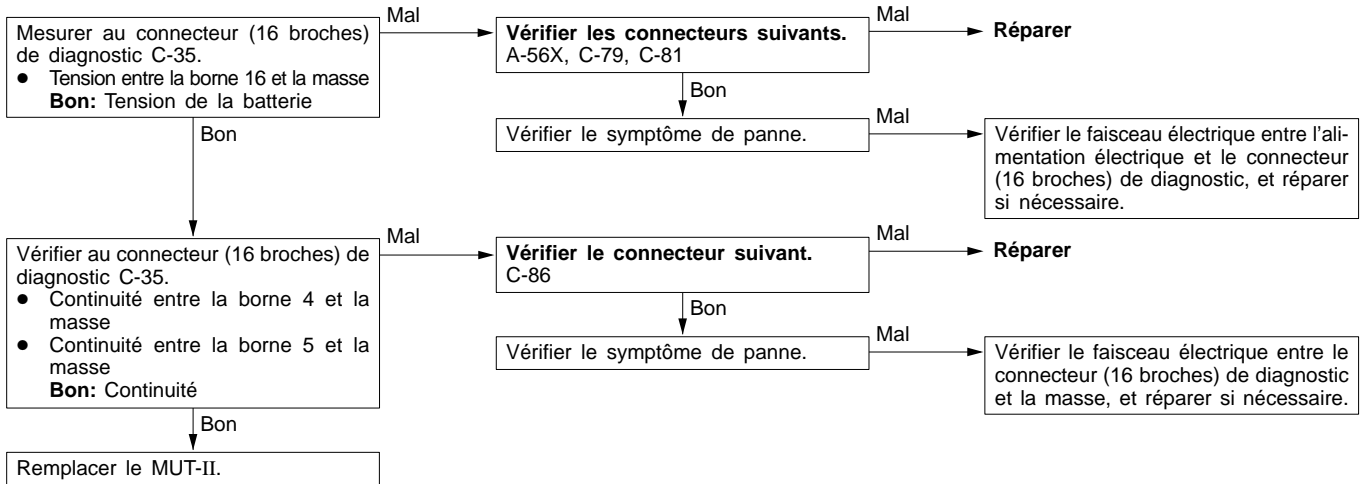 Mesurer au connecteur (16 broches)
de diagnostic C-35.
● Tension entre la borne 16 et la masse
Bon: Tension de la batterie
Mal
Vérifier les connecteurs suivants.
A-56X, C-79, C-81
Mal
Réparer
Bon
Vérifier le symptôme de panne.
Mal
Vérifier le faisceau électrique entre l'ali-
mentation électrique et le connecteur
(16 broches) de diagnostic, et réparer
si nécessaire.
Bon
Vérifier au connecteur (16 broches) de
diagnostic C-35.
● Continuité entre la borne 4 et la
masse
● Continuité entre la borne 5 et la
masse
Bon: Continuité
Mal
Vérifier le connecteur suivant.
C-86
Mal
Réparer
Bon
Vérifier le symptôme de panne.
Mal
Vérifier le faisceau électrique entre le
connecteur (16 broches) de diagnostic
et la masse, et réparer si nécessaire.
Bon
Remplacer le MUT-II.